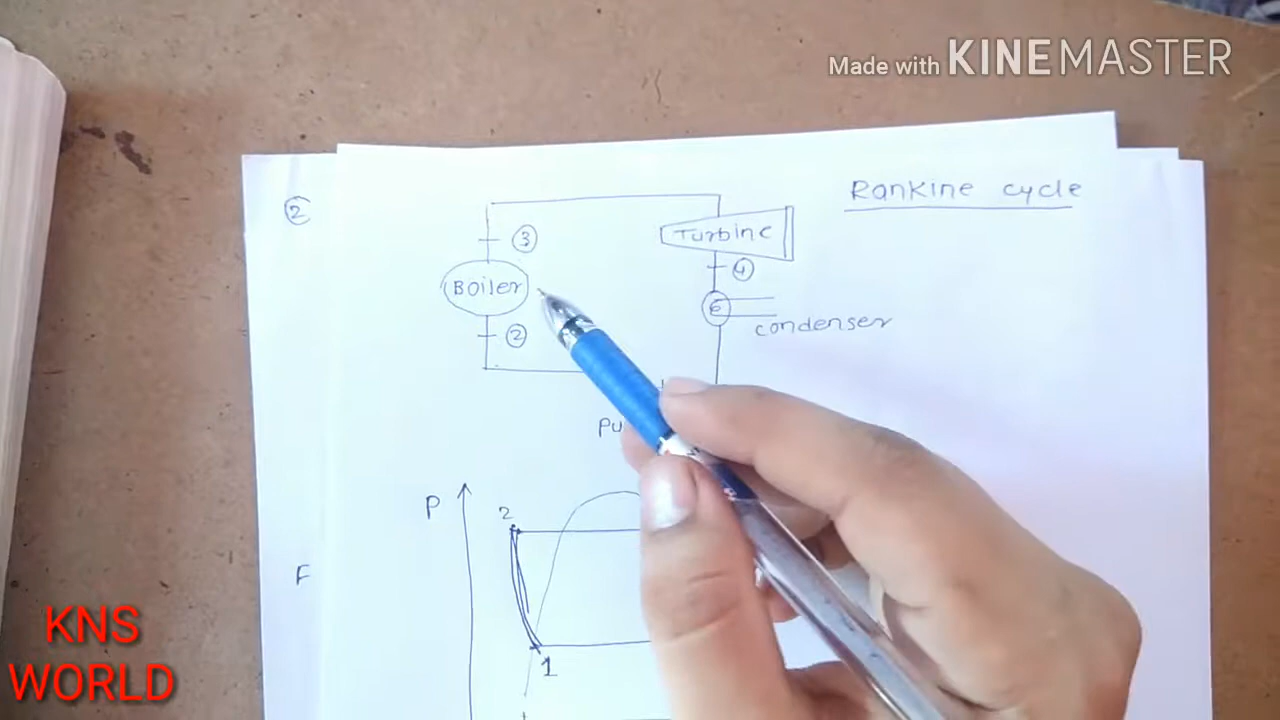 Made with KINEMASTER
Rankine cycle
2
3
Turbine
4
Boiler
condenser
2
P
2
F
1
KNS
WORLD